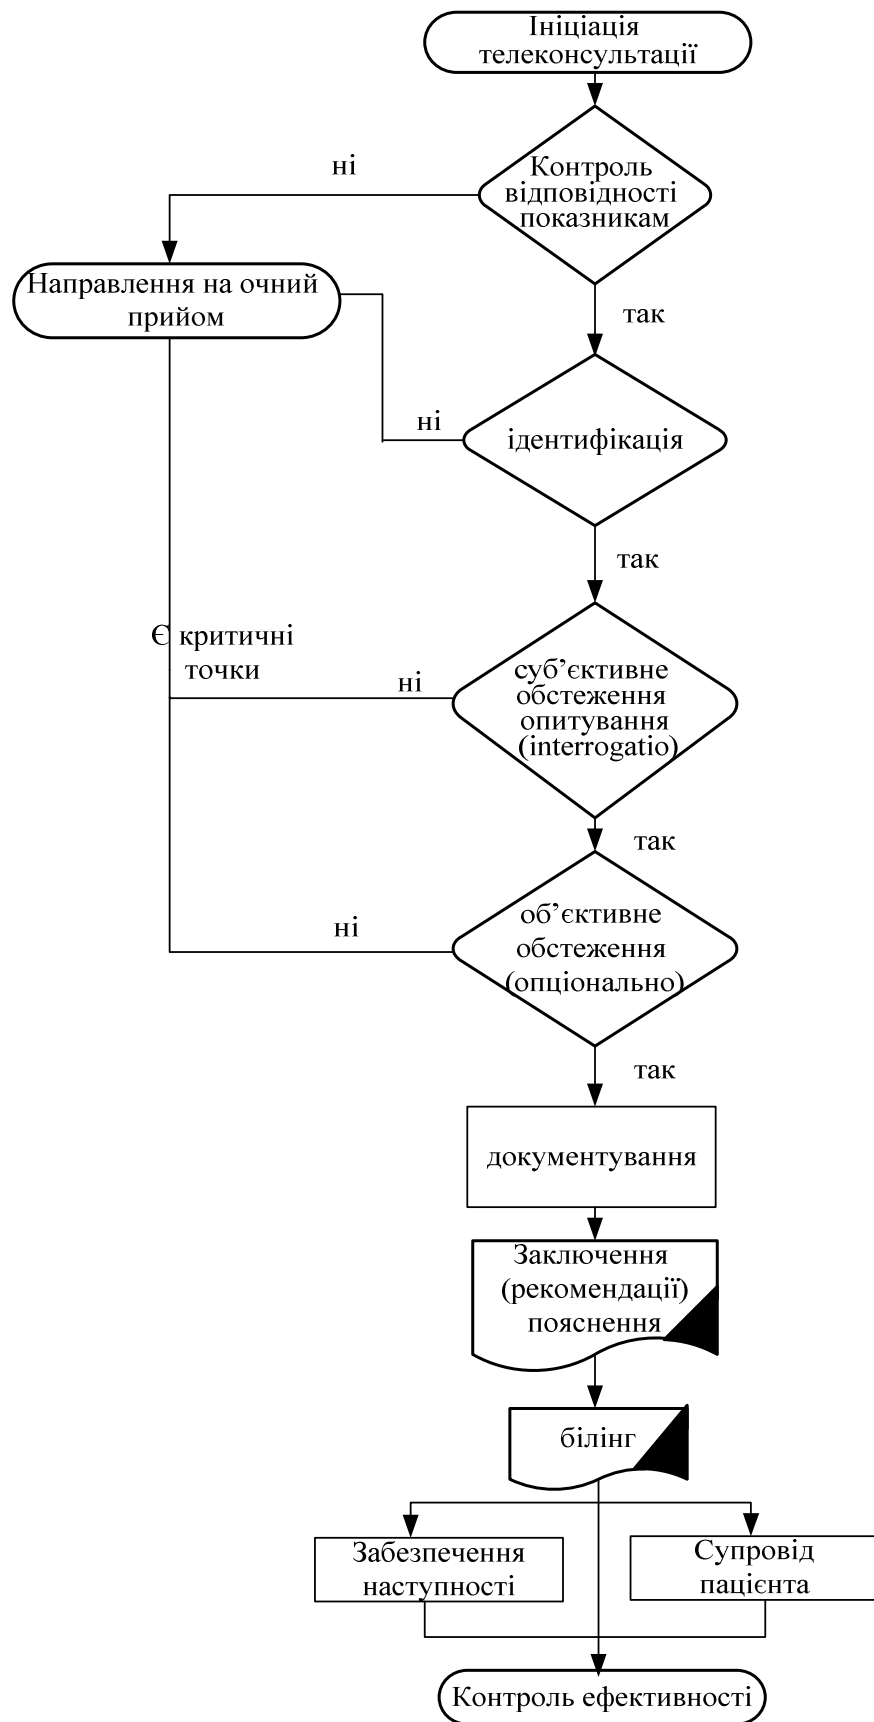 Ініціація
телеконсультації
Контроль
відповідності
показникам
ні
Направлення на очний
прийом
так
ні
ідентифікація
так
Є критичні
точки
ні
суб’єктивне
обстеження
опитування
(interrogatio)
так
об’єктивне
обстеження
(опціонально)
ні
так
документування
Заключення
(рекомендації)
пояснення
білінг
Забезпечення
наступності
Супровід
пацієнта
Контроль ефективності